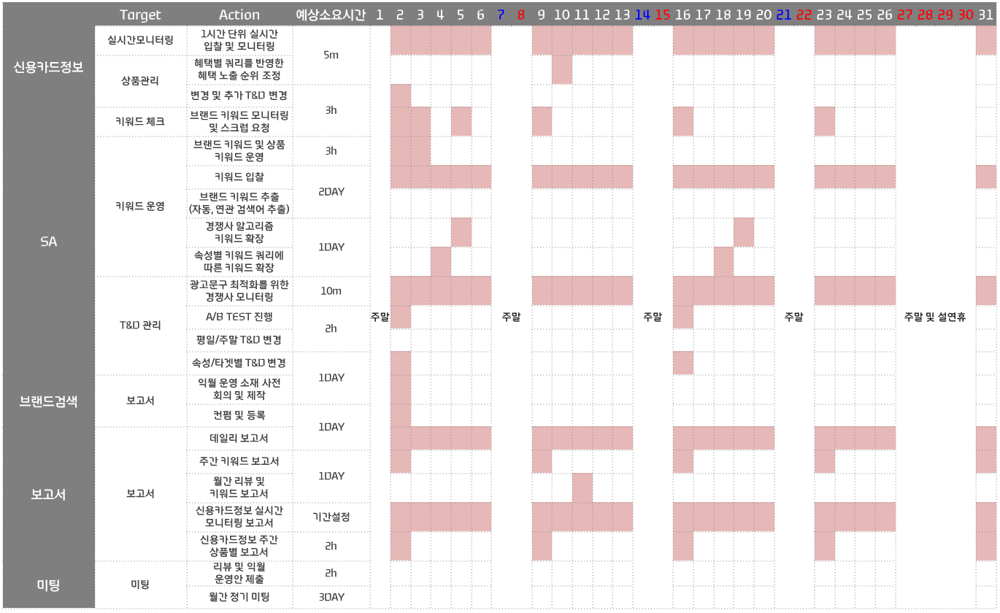 Target Action 예상소요시간 1 2 3 4 5 6 7 8 9 10 11 12 13 14 15 16 17 18 19 20 21 22 23 24 25 26 27 28 29 30 31
신용카드정보
실시간모니터링
1시간 단위 실시간
입찰 및 모니터링
5m
상품관리
혜택별 쿼리를 반영한
혜택 노출 순위 조정
변경 및 추가 T&D 변경
3h
SA
키워드 체크
브랜드 키워드 모니터링
및 스크럽 요청
키워드 운영
브랜드 키워드 및 상품
키워드 운영
3h
키워드 입찰
2DAY
브랜드 키워드 추출
(자동, 연관 검색어 추출)
경쟁사 알고리즘
키워드 확장
1DAY
속성별 키워드 쿼리에
따른 키워드 확장
T&D 관리
광고문구 최적화를 위한
경쟁사 모니터링
10m
A/B TEST 진행
2h
주말 주말 주말 주말 주말 및 설연휴
평일/주말 T&D 변경
속성/타겟별 T&D 변경
1DAY
브랜드검색
보고서
익월 운영 소재 사전
회의 및 제작
컨펌 및 등록
1DAY
보고서
보고서
데일리 보고서
주간 키워드 보고서
1DAY
월간 리뷰 및
키워드 보고서
신용카드정보 실시간
모니터링 보고서
기간설정
신용카드정보 주간
상품별 보고서
2h
미팅
미팅
리뷰 및 익월
운영안 제출
2h
월간 정기 미팅
3DAY